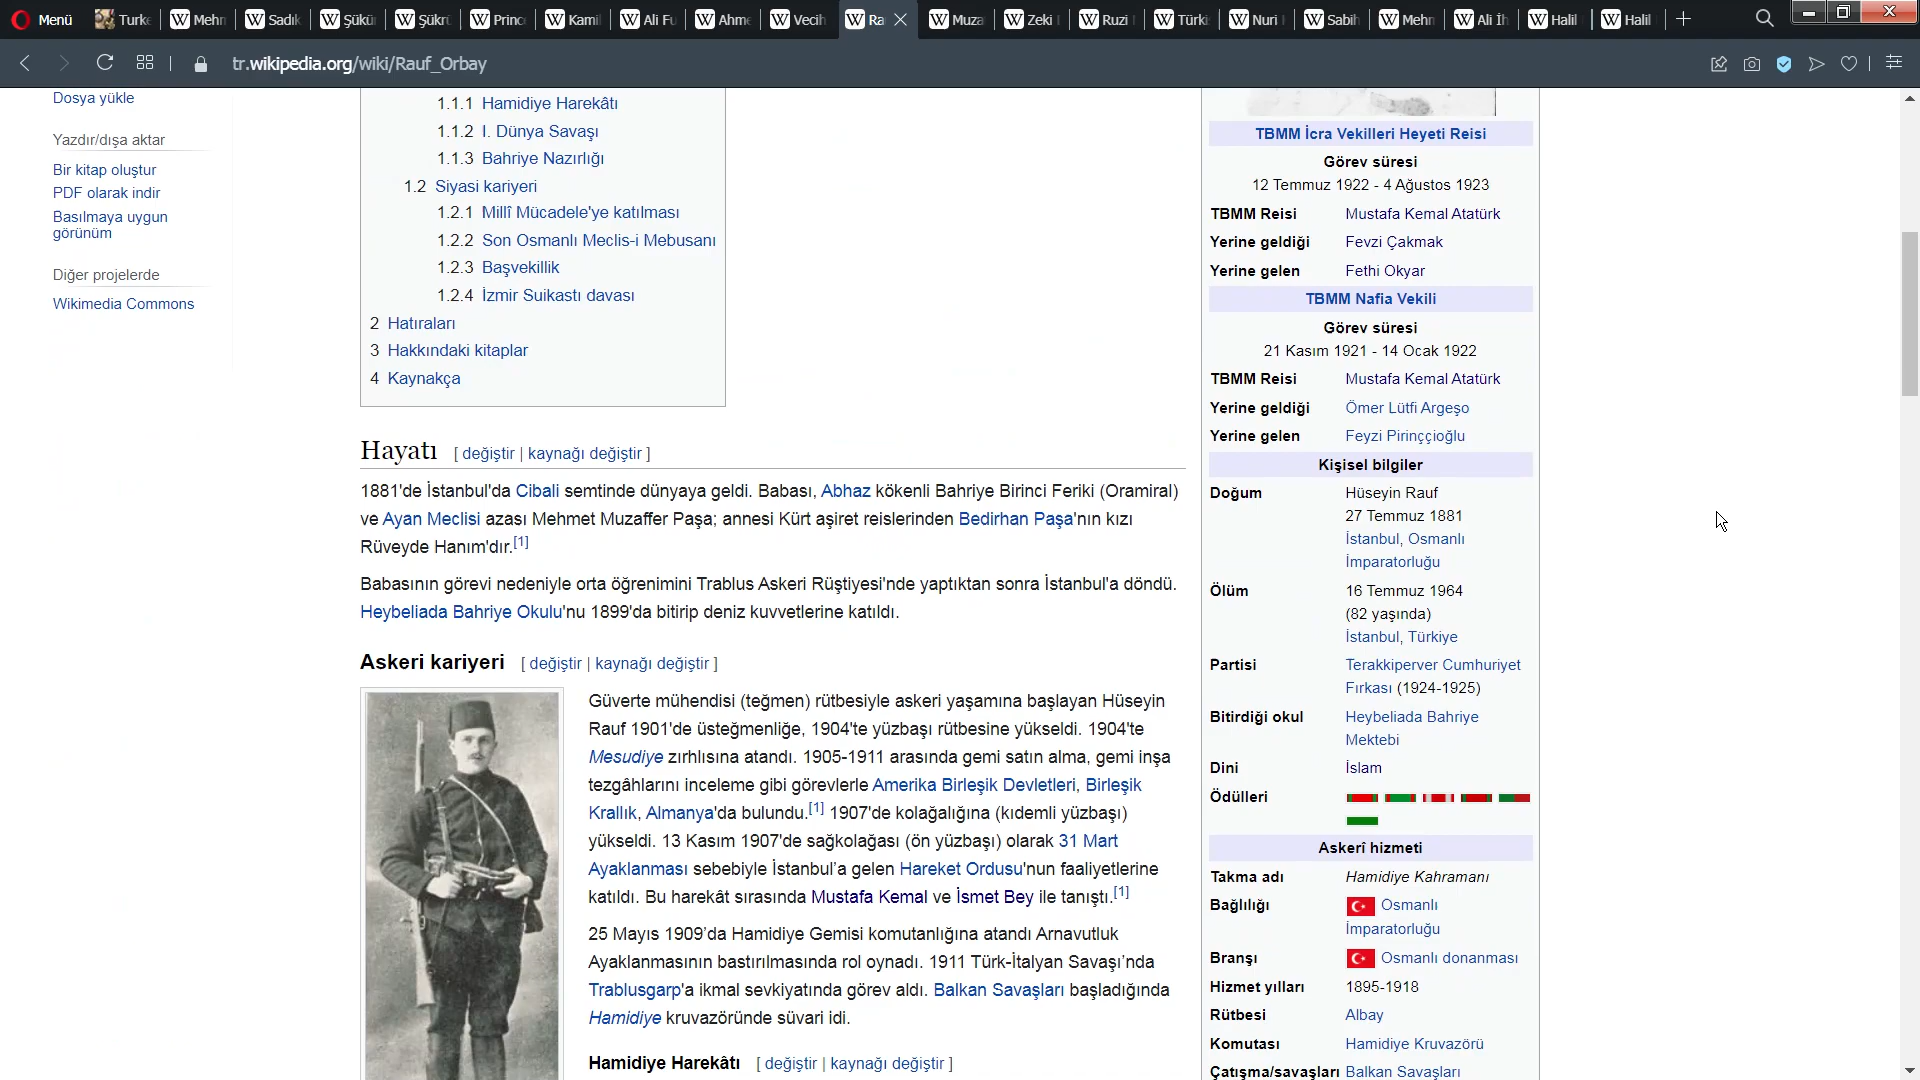 Menü
Turke
Mehn
Sadık
Şükü
Şükrü
Prince
Kamil
Ali Fu
Ahme
Vecih
Ra
Muza
Zeki
Ruzi
Türki
Nuri
Sabih
Mehn
Ali İh
Halil
Halil
tr.wikipedia.org/wiki/Rauf_Orbay
Dosya yükle
Yazdır/dışa aktar
Bir kitap oluştur
PDF olarak indir
Basılmaya uygun
görünüm
Diğer projelerde
Wikimedia Commons
1.1.1 Hamidiye Harekâtı
1.1.2 I. Dünya Savaşı
1.1.3 Bahriye Nazırlığı
1.2 Siyasi kariyeri
1.2.1 Millî Mücadele'ye katılması
1.2.2 Son Osmanlı Meclis-i Mebusanı
1.2.3 Başvekillik
1.2.4 İzmir Suikastı davası
2 Hatıraları
3 Hakkındaki kitaplar
4 Kaynakça
Hayatı [ değiştir | kaynağı değiştir ]
1881'de İstanbul'da Cibali semtinde dünyaya geldi. Babası, Abhaz kökenli Bahriye Birinci Feriki (Oramiral)
ve Ayan Meclisi azası Mehmet Muzaffer Paşa; annesi Kürt aşiret reislerinden Bedirhan Paşa'nın kızı
Rüveyde Hanım'dır.[1]
Babasının görevi nedeniyle orta öğrenimini Trablus Askeri Rüştiyesi'nde yaptıktan sonra İstanbul'a döndü.
Heybeliada Bahriye Okulu'nu 1899'da bitirip deniz kuvvetlerine katıldı.
Askeri kariyeri [ değiştir | kaynağı değiştir ]
Güverte mühendisi (teğmen) rütbesiyle askeri yaşamına başlayan Hüseyin
Rauf 1901'de üsteğmenliğe, 1904'te yüzbaşı rütbesine yükseldi. 1904'te
Mesudiye zırhlısına atandı. 1905-1911 arasında gemi satın alma, gemi inşa
tezgâhlarını inceleme gibi görevlerle Amerika Birleşik Devletleri, Birleşik
Krallık, Almanya'da bulundu.[1] 1907'de kolağalığına (kıdemli yüzbaşı)
yükseldi. 13 Kasım 1907'de sağkolağası (ön yüzbaşı) olarak 31 Mart
Ayaklanması sebebiyle İstanbul’a gelen Hareket Ordusu'nun faaliyetlerine
katıldı. Bu harekât sırasında Mustafa Kemal ve İsmet Bey ile tanıştı.[1]
25 Mayıs 1909’da Hamidiye Gemisi komutanlığına atandı Arnavutluk
Ayaklanmasının bastırılmasında rol oynadı. 1911 Türk-İtalyan Savaşı’nda
Trablusgarp'a ikmal sevkiyatında görev aldı. Balkan Savaşları başladığında
Hamidiye kruvazöründe süvari idi.
Hamidiye Harekâtı [ değiştir | kaynağı değiştir ]
TBMM İcra Vekilleri Heyeti Reisi
Görev süresi
12 Temmuz 1922 - 4 Ağustos 1923
TBMM Reisi Mustafa Kemal Atatürk
Yerine geldiği Fevzi Çakmak
Yerine gelen Fethi Okyar
TBMM Nafia Vekili
Görev süresi
21 Kasım 1921 - 14 Ocak 1922
TBMM Reisi Mustafa Kemal Atatürk
Yerine geldiği Ömer Lütfi Argeşo
Yerine gelen Feyzi Pirinççioğlu
Kişisel bilgiler
Doğum Hüseyin Rauf
27 Temmuz 1881
İstanbul, Osmanlı
İmparatorluğu
Ölüm 16 Temmuz 1964
(82 yaşında)
İstanbul, Türkiye
Partisi Terakkiperver Cumhuriyet
Fırkası (1924-1925)
Bitirdiği okul Heybeliada Bahriye
Mektebi
Dini İslam
Ödülleri
Askerî hizmeti
Takma adı Hamidiye Kahramanı
Bağlılığı Osmanlı
İmparatorluğu
Branşı Osmanlı donanması
Hizmet yılları 1895-1918
Rütbesi Albay
Komutası Hamidiye Kruvazörü
Çatışma/savaşları Balkan Savaşları